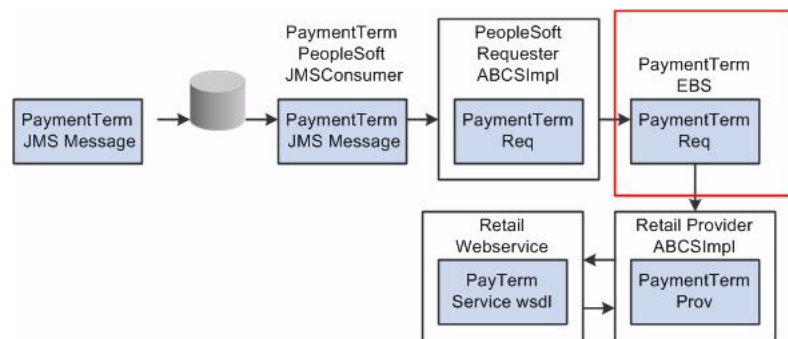 PaymentTerm
PeopleSoft
JMSConsumer
PeopleSoft
Requester
ABCSImpl
PaymentTerm
EBS
PaymentTerm
JMS Message
PaymentTerm
JMS Message
PaymentTerm
Req
PaymentTerm
Req
Retail
Webservice
Retail Provider
ABCSImpl
PayTerm
Service wsdl
PaymentTerm
Prov